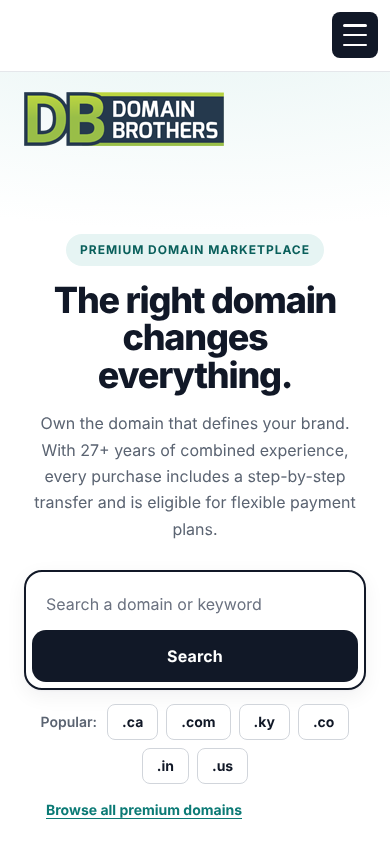 DB DOMAIN
BROTHERS
PREMIUM DOMAIN MARKETPLACE
The right domain
changes
everything.
Own the domain that defines your brand.
With 27+ years of combined experience,
every purchase includes a step-by-step
transfer and is eligible for flexible payment
plans.
Search a domain or keyword
Search
Popular: .ca .com .ky .co
.in .us
Browse all premium domains